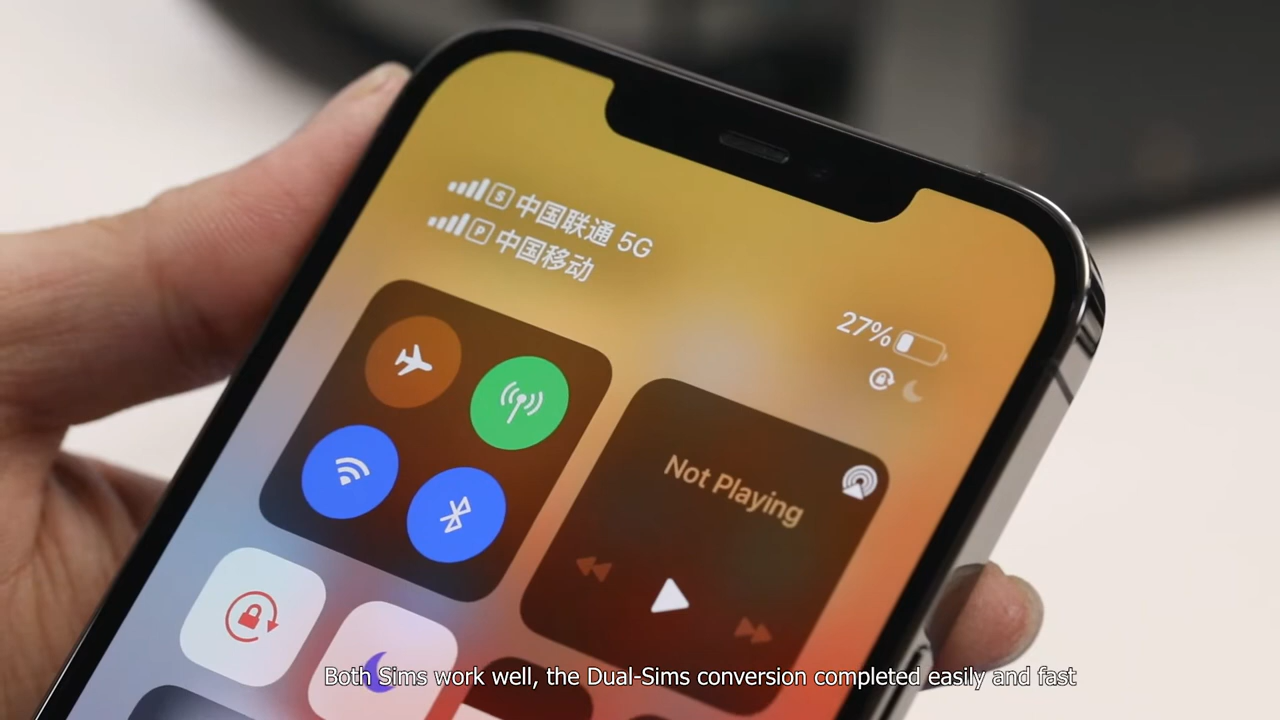 S 中国联通 5G
P 中国移动
27%
Not Playing
Both Sims work well, the Dual-Sims conversion completed easily and fast